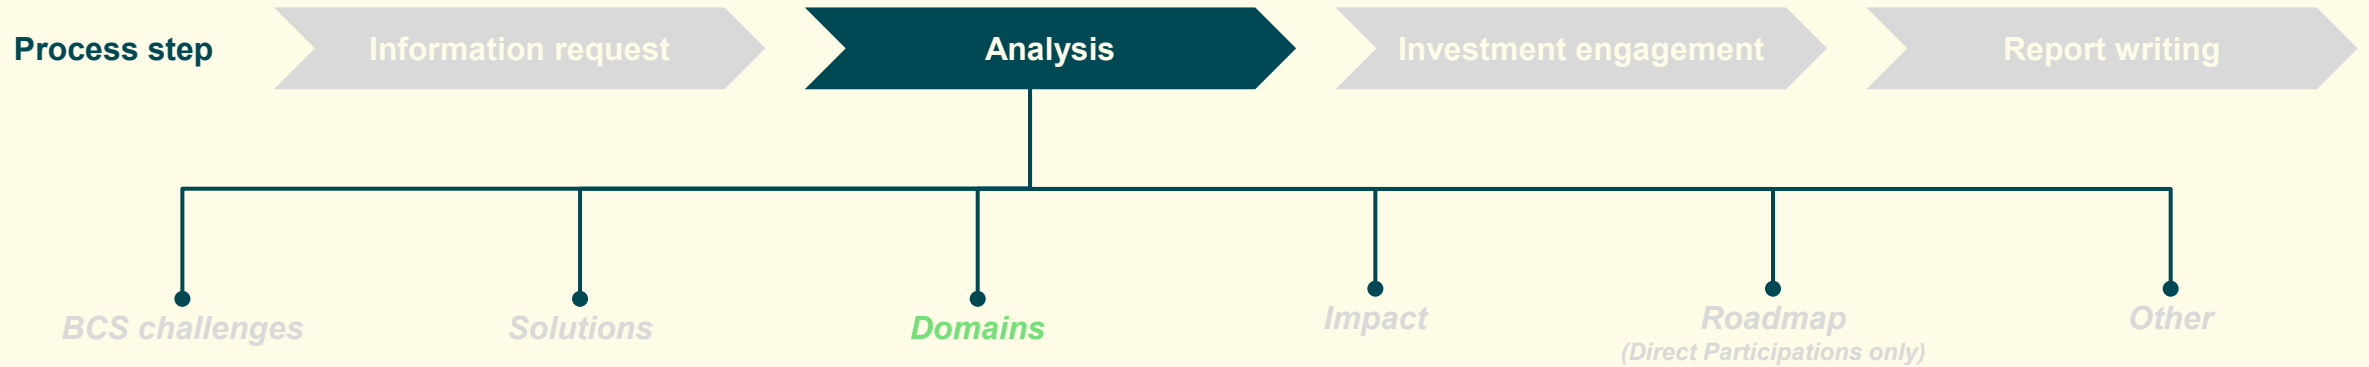 Process step
Information request
Analysis
Investment engagement
Report writing
BCS challenges
Solutions
Domains
Impact
Roadmap
(Direct Participations only)
Other